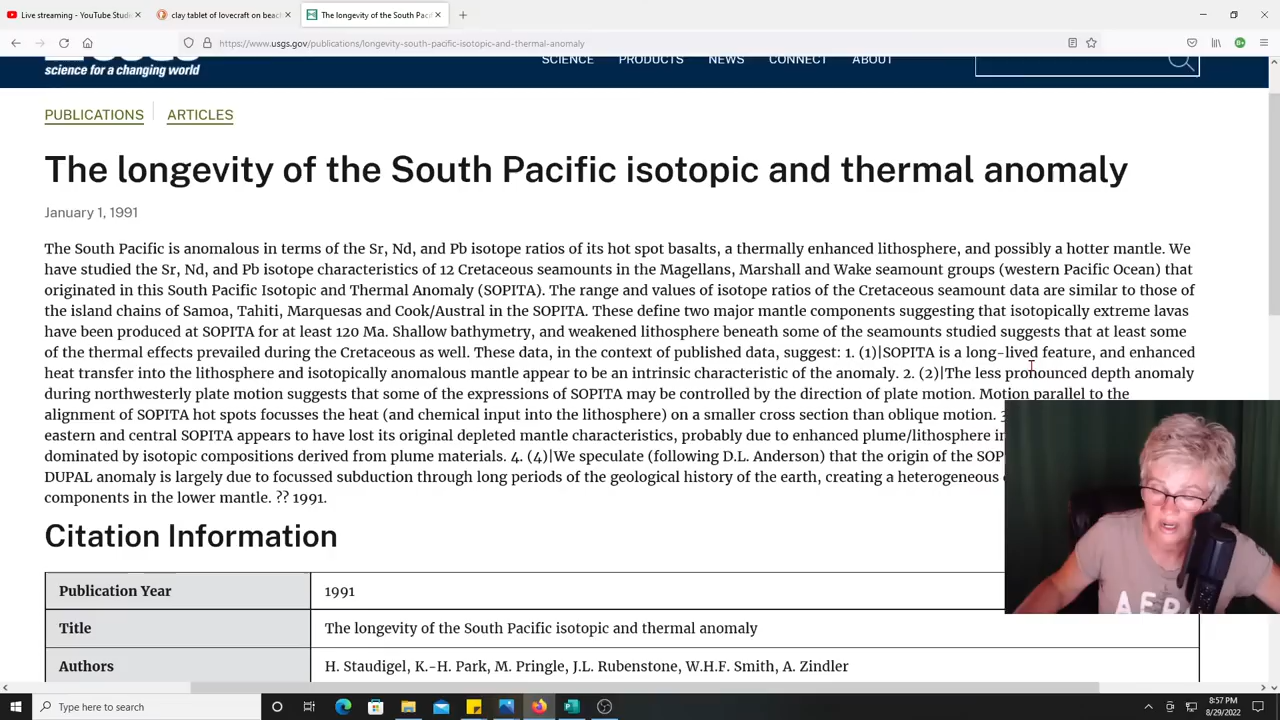 Live streaming - YouTube Studi
clay tablet of lovecraft on beac
The longevity of the South Paci
https://www.usgs.gov/publications/longevity-south-pacific-isotopic-and-thermal-anomaly
science for a changing world
SCIENCE PRODUCTS NEWS CONNECT ABOUT
PUBLICATIONS ARTICLES
The longevity of the South Pacific isotopic and thermal anomaly
January 1, 1991
The South Pacific is anomalous in terms of the Sr, Nd, and Pb isotope ratios of its hot spot basalts, a thermally enhanced lithosphere, and possibly a hotter mantle. We
have studied the Sr, Nd, and Pb isotope characteristics of 12 Cretaceous seamounts in the Magellans, Marshall and Wake seamount groups (western Pacific Ocean) that
originated in this South Pacific Isotopic and Thermal Anomaly (SOPITA). The range and values of isotope ratios of the Cretaceous seamount data are similar to those of
the island chains of Samoa, Tahiti, Marquesas and Cook/Austral in the SOPITA. These define two major mantle components suggesting that isotopically extreme lavas
have been produced at SOPITA for at least 120 Ma. Shallow bathymetry, and weakened lithosphere beneath some of the seamounts studied suggests that at least some
of the thermal effects prevailed during the Cretaceous as well. These data, in the context of published data, suggest: 1. (1)|SOPITA is a long-lived feature, and enhanced
heat transfer into the lithosphere and isotopically anomalous mantle appear to be an intrinsic characteristic of the anomaly. 2. (2)|The less pronounced depth anomaly
during northwesterly plate motion suggests that some of the expressions of SOPITA may be controlled by the direction of plate motion. Motion parallel to the
alignment of SOPITA hot spots focusses the heat (and chemical input into the lithosphere) on a smaller cross section than oblique motion.
eastern and central SOPITA appears to have lost its original depleted mantle characteristics, probably due to enhanced plume/lithosphere in
dominated by isotopic compositions derived from plume materials. 4. (4)|We speculate (following D.L. Anderson) that the origin of the SOP
DUPAL anomaly is largely due to focussed subduction through long periods of the geological history of the earth, creating a heterogeneous
components in the lower mantle. ?? 1991.
Citation Information
Publication Year 1991
Title The longevity of the South Pacific isotopic and thermal anomaly
Authors H. Staudigel, K.-H. Park, M. Pringle, J.L. Rubenstone, W.H.F. Smith, A. Zindler
AER
Type here to search
8:57 PM
8/29/2022